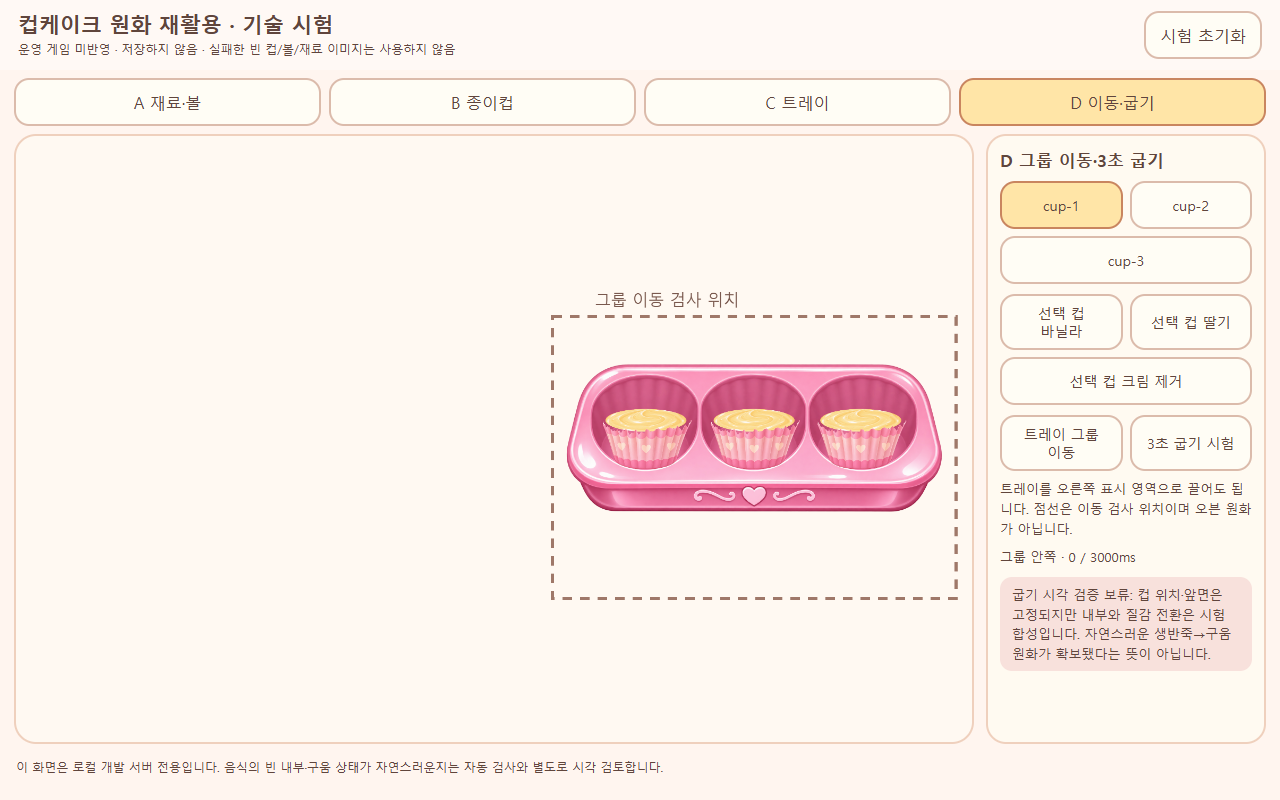 컵케이크 원화 재활용 · 기술 시험
운영 게임 미반영 · 저장하지 않음 · 실패한 빈 컵/볼/재료 이미지는 사용하지 않음
시험 초기화
A 재료·볼
B 종이컵
C 트레이
D 이동·굽기
그룹 이동 검사 위치
D 그룹 이동·3초 굽기
cup-1
cup-2
cup-3
선택 컵
바닐라
선택 컵 딸기
선택 컵 크림 제거
트레이 그룹
이동
3초 굽기 시험
트레이를 오른쪽 표시 영역으로 끌어도 됩
니다. 점선은 이동 검사 위치이며 오븐 원화
가 아닙니다.
그룹 안쪽 · 0 / 3000ms
굽기 시각 검증 보류: 컵 위치·앞면은
고정되지만 내부와 질감 전환은 시험
합성입니다. 자연스러운 생반죽→구움
원화가 확보됐다는 뜻이 아닙니다.
이 화면은 로컬 개발 서버 전용입니다. 음식의 빈 내부·구움 상태가 자연스러운지는 자동 검사와 별도로 시각 검토합니다.